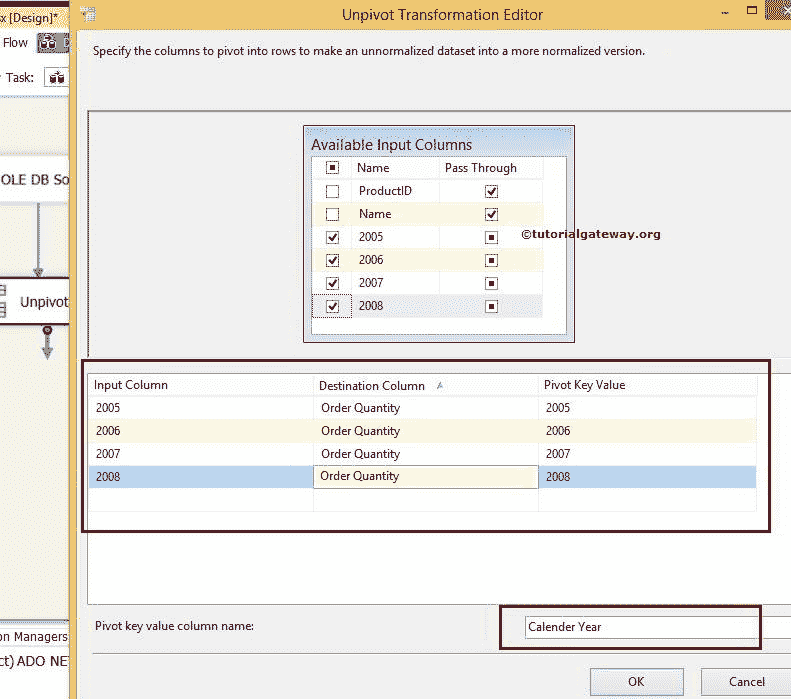 x [Design]*
Unpivot Transformation Editor
Flow
Specify the columns to pivot into rows to make an unnormalized dataset into a more normalized version.
Task:
Available Input Columns
Name Pass Through
ProductID
Name
2005
©tutorialgateway.org
2006
2007
2008
OLE DB So
Unpivot
Input Column Destination Column Pivot Key Value
2005 Order Quantity 2005
2006 Order Quantity 2006
2007 Order Quantity 2007
2008 Order Quantity 2008
Pivot key value column name: Calender Year
on Managers
ct) ADO NE
OK Cancel